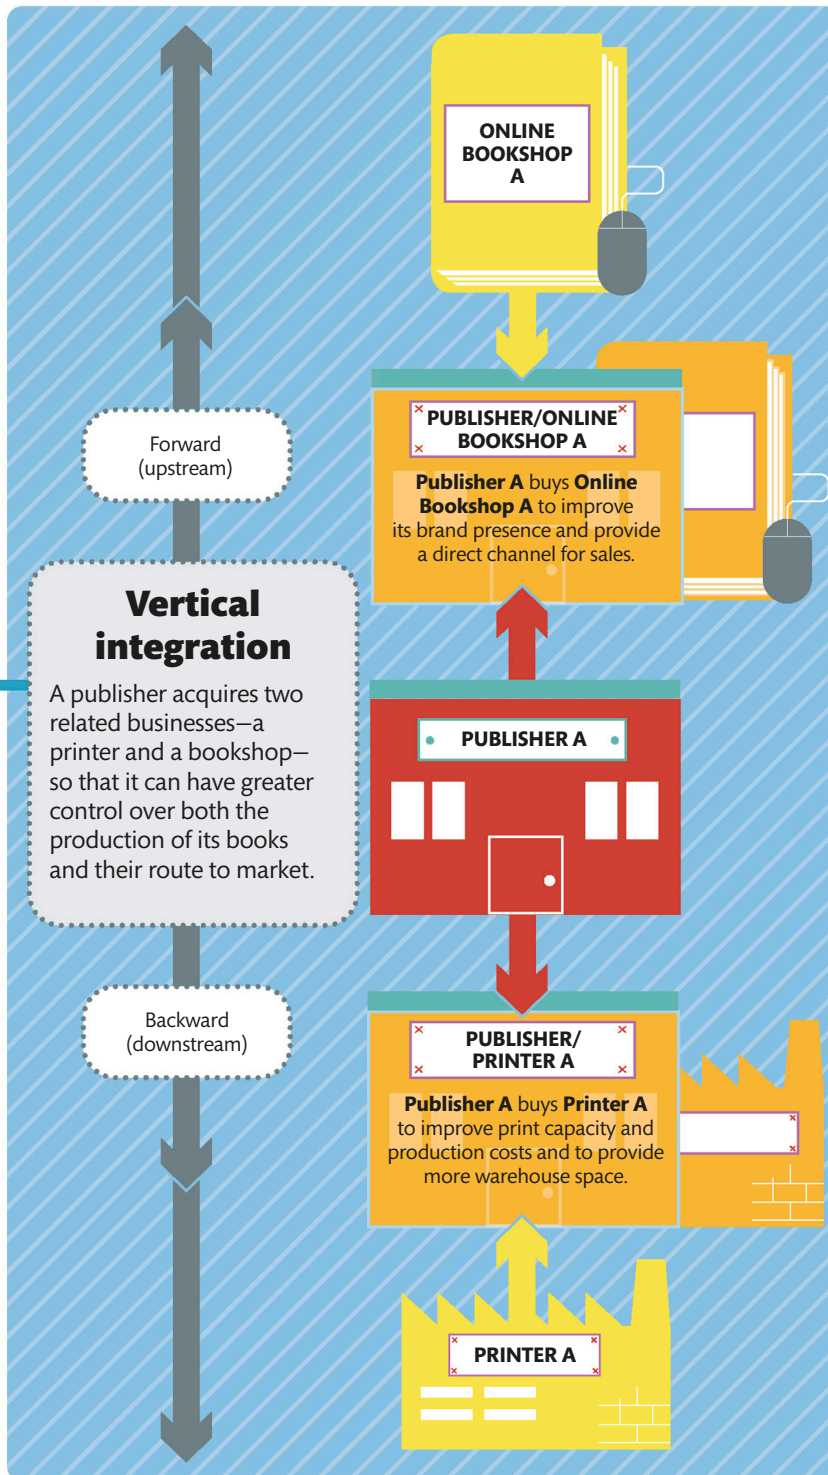 ONLINE
BOOKSHOP
A
Forward
(upstream)
PUBLISHER/ONLINE
BOOKSHOP A
Publisher A buys Online
Bookshop A to improve
its brand presence and provide
a direct channel for sales.
Vertical
integration
A publisher acquires two
related businesses—a
printer and a bookshop—
so that it can have greater
control over both the
production of its books
and their route to market.
PUBLISHER A
Backward
(downstream)
PUBLISHER/
PRINTER A
Publisher A buys Printer A
to improve print capacity and
production costs and to provide
more warehouse space.
PRINTER A